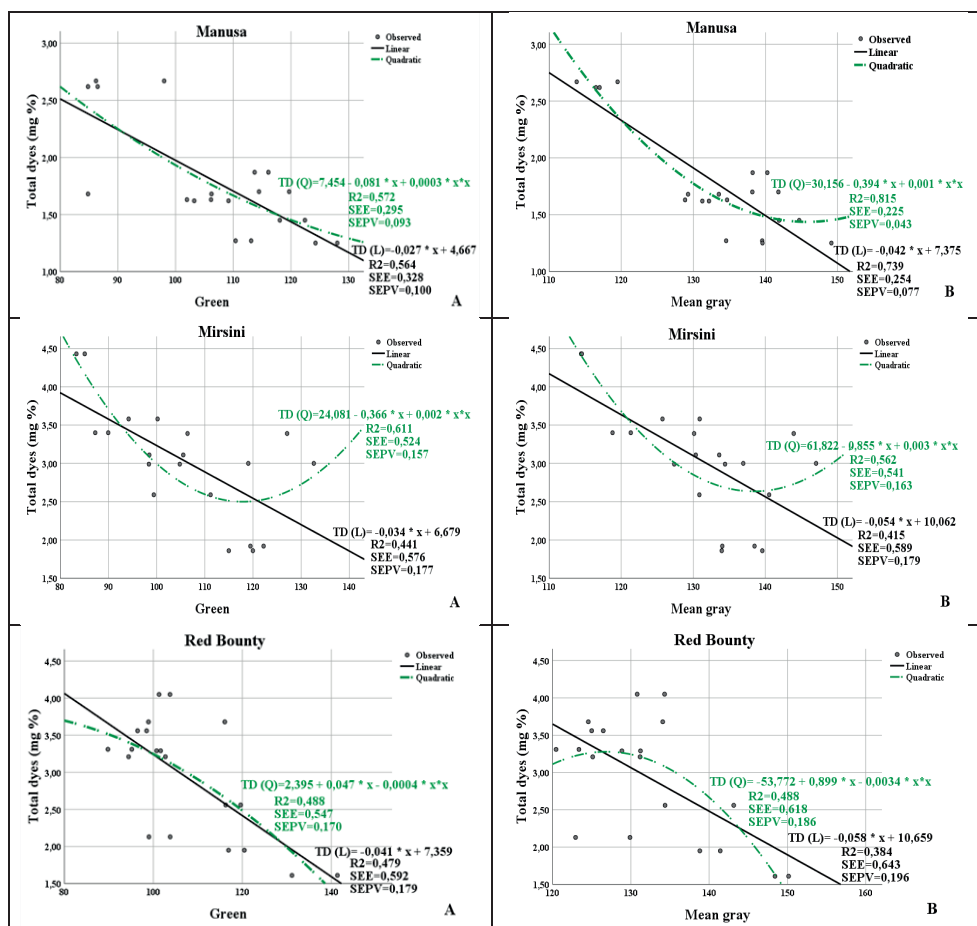 Manusa
Observed
Linear
Quadratic
Total dyes (mg %)
3,00
2,50
2,00
1,50
1,00
TD (Q)=7,454 - 0,081 * x + 0,0003 * x*x
R2=0,572
SEE=0,295
SEPV=0,093
TD (L)=-0,027 * x + 4,667
R2=0,564
SEE=0,328
SEPV=0,100
80 90 100 110 120 130
Green
A
Manusa
Observed
Linear
Quadratic
Total dyes (mg %)
3,00
2,50
2,00
1,50
1,00
TD (Q)=30,156 - 0,394 * x + 0,001 * x*x
R2=0,815
SEE=0,225
SEPV=0,043
TD (L)= -0,042 * x + 7,375
R2=0,739
SEE=0,254
SEPV=0,077
110 120 130 140 150
Mean gray
B
Mirsini
Observed
Linear
Quadratic
Total dyes (mg %)
4,50
4,00
3,50
3,00
2,50
2,00
1,50
TD (Q)=24,081 - 0,366 * x + 0,002 * x*x
R2=0,611
SEE=0,524
SEPV=0,157
TD (L)= -0,034 * x + 6,679
R2=0,441
SEE=0,576
SEPV=0,177
80 90 100 110 120 130 140
Green
A
Mirsini
Observed
Linear
Quadratic
Total dyes (mg %)
4,50
4,00
3,50
3,00
2,50
2,00
1,50
TD (Q)=61,822 - 0,855 * x + 0,003 * x*x
R2=0,562
SEE=0,541
SEPV=0,163
TD (L)= -0,054 * x + 10,062
R2=0,415
SEE=0,589
SEPV=0,179
110 120 130 140 150
Mean gray
B
Red Bounty
Observed
Linear
Quadratic
Total dyes (mg %)
4,50
4,00
3,50
3,00
2,50
2,00
1,50
TD (Q)=2,395 + 0,047 * x - 0,0004 * x*x
R2=0,488
SEE=0,547
SEPV=0,170
TD (L)= -0,041 * x + 7,359
R2=0,479
SEE=0,592
SEPV=0,179
80 100 120 140
Green
A
Red Bounty
Observed
Linear
Quadratic
Total dyes (mg %)
4,50
4,00
3,50
3,00
2,50
2,00
1,50
TD (Q)= -53,772 + 0,899 * x - 0,0034 * x*x
R2=0,488
SEE=0,618
SEPV=0,186
TD (L)= -0,058 * x + 10,659
R2=0,384
SEE=0,643
SEPV=0,196
120 130 140 150 160
Mean gray
B